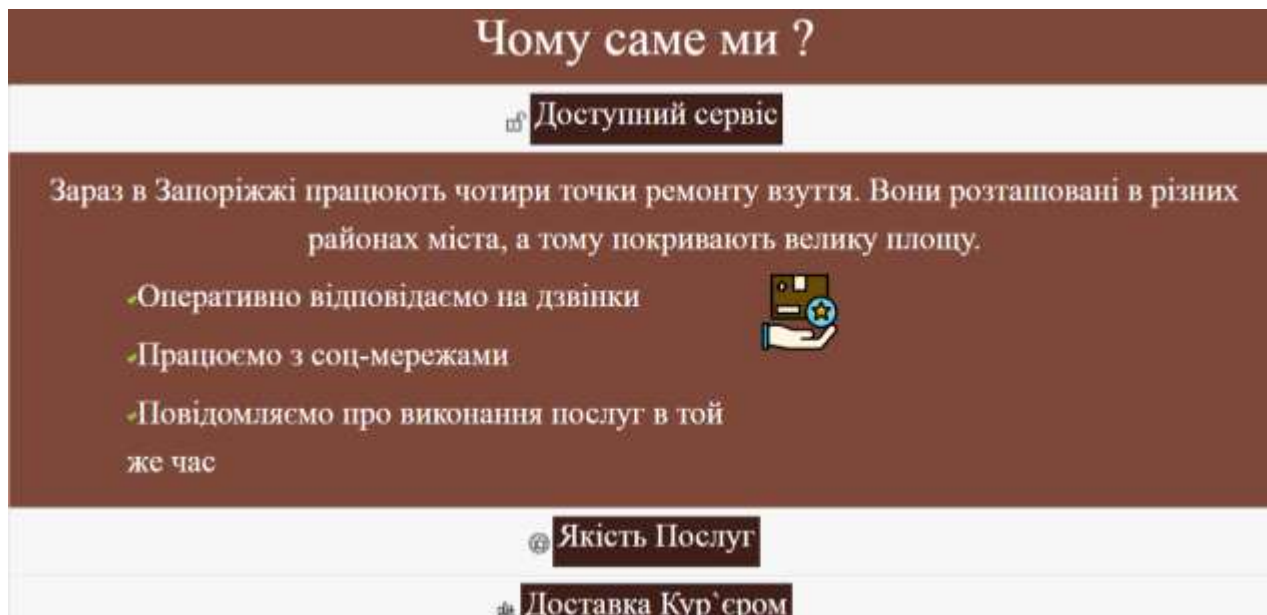 Чому саме ми ?
Доступний сервіс
Зараз в Запоріжжі працюють чотири точки ремонту взуття. Вони розташовані в різних
районах міста, а тому покривають велику площу.
Оперативно відповідаємо на дзвінки
Працюємо з соц-мережами
Повідомляємо про виконання послуг в той
же час
Якість Послуг
Доставка Кур`єром